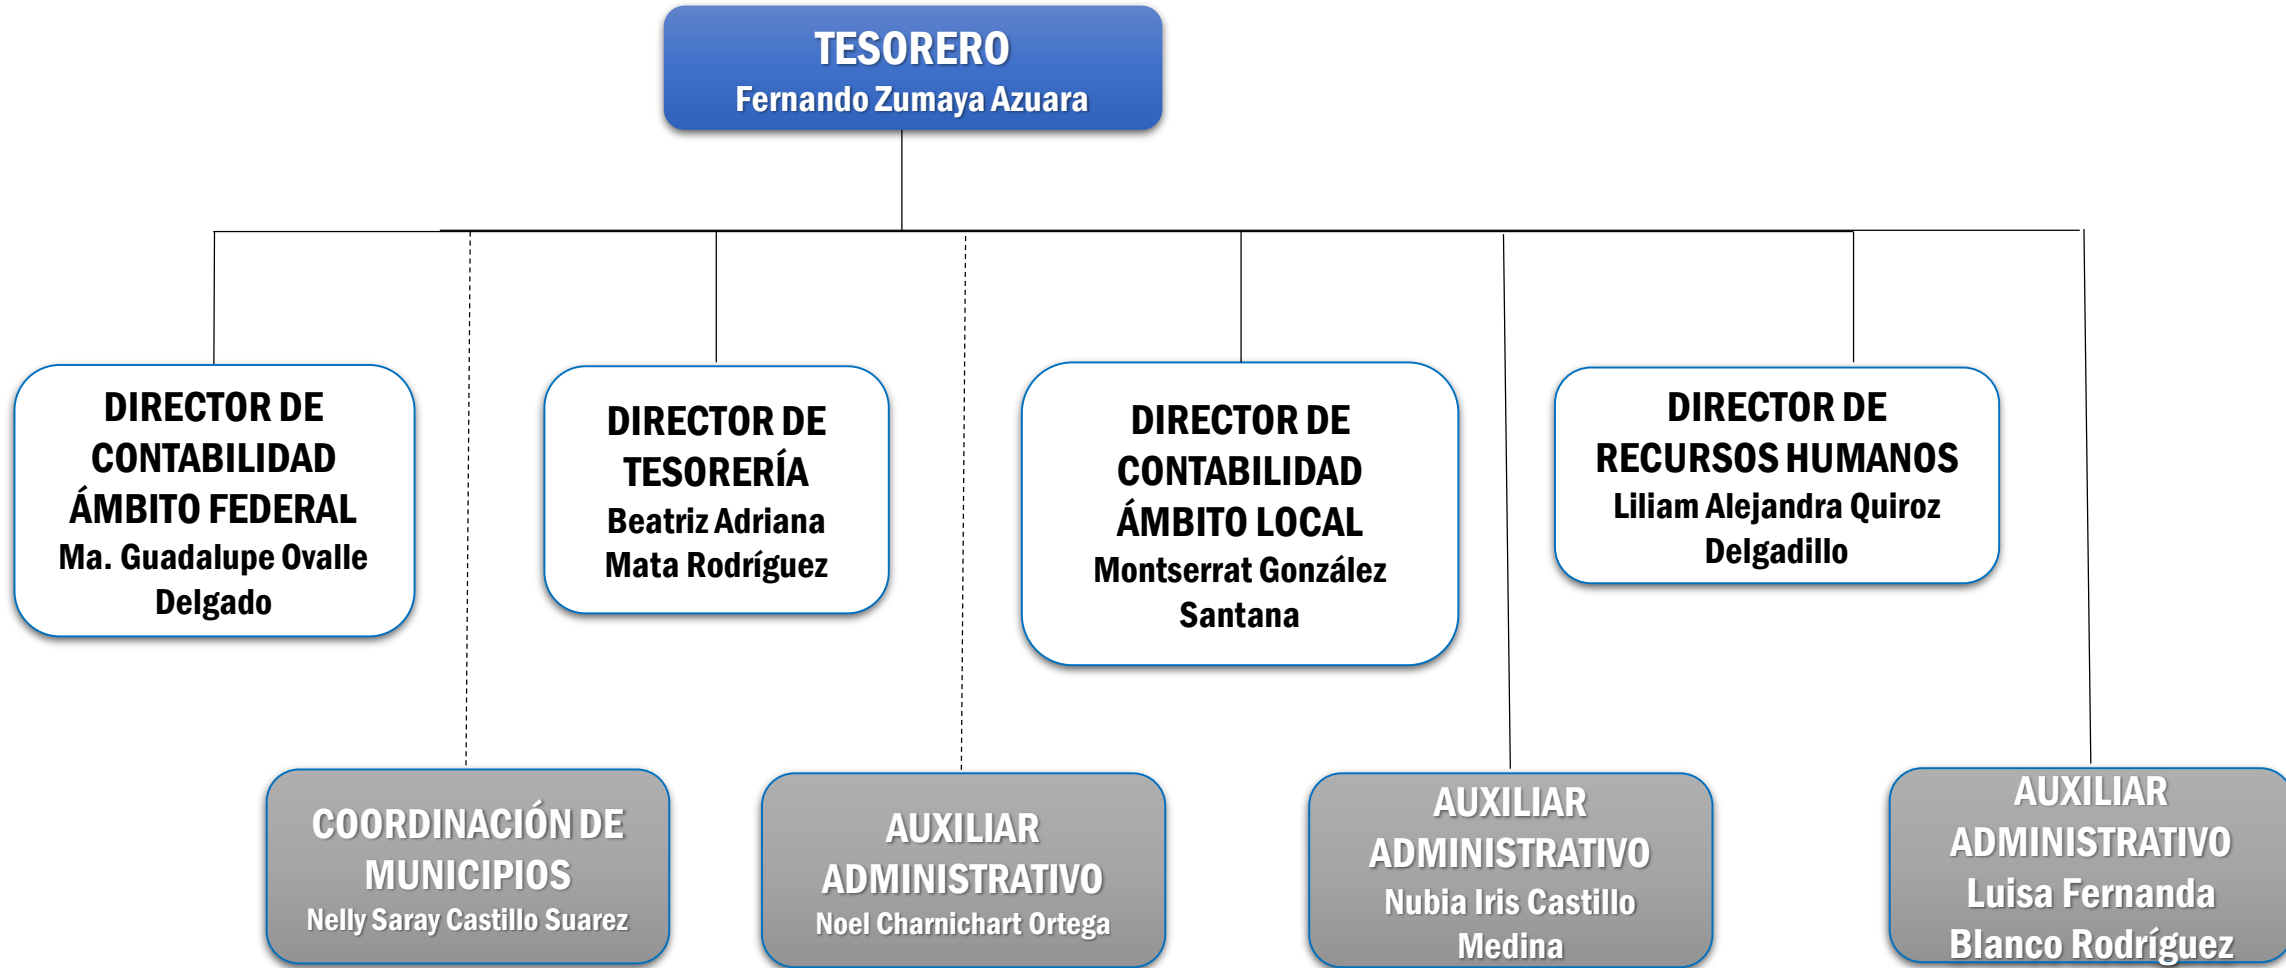 TESORERO
Fernando Zumaya Azuara
DIRECTOR DE
CONTABILIDAD
ÁMBITO FEDERAL
Ma. Guadalupe Ovalle
Delgado
DIRECTOR DE
TESORERÍA
Beatriz Adriana
Mata Rodríguez
DIRECTOR DE
CONTABILIDAD
ÁMBITO LOCAL
Montserrat González
Santana
DIRECTOR DE
RECURSOS HUMANOS
Liliam Alejandra Quiroz
Delgadillo
COORDINACIÓN DE
MUNICIPIOS
Nelly Saray Castillo Suarez
AUXILIAR
ADMINISTRATIVO
Noel Charnichart Ortega
AUXILIAR
ADMINISTRATIVO
Nubia Iris Castillo
Medina
AUXILIAR
ADMINISTRATIVO
Luisa Fernanda
Blanco Rodríguez